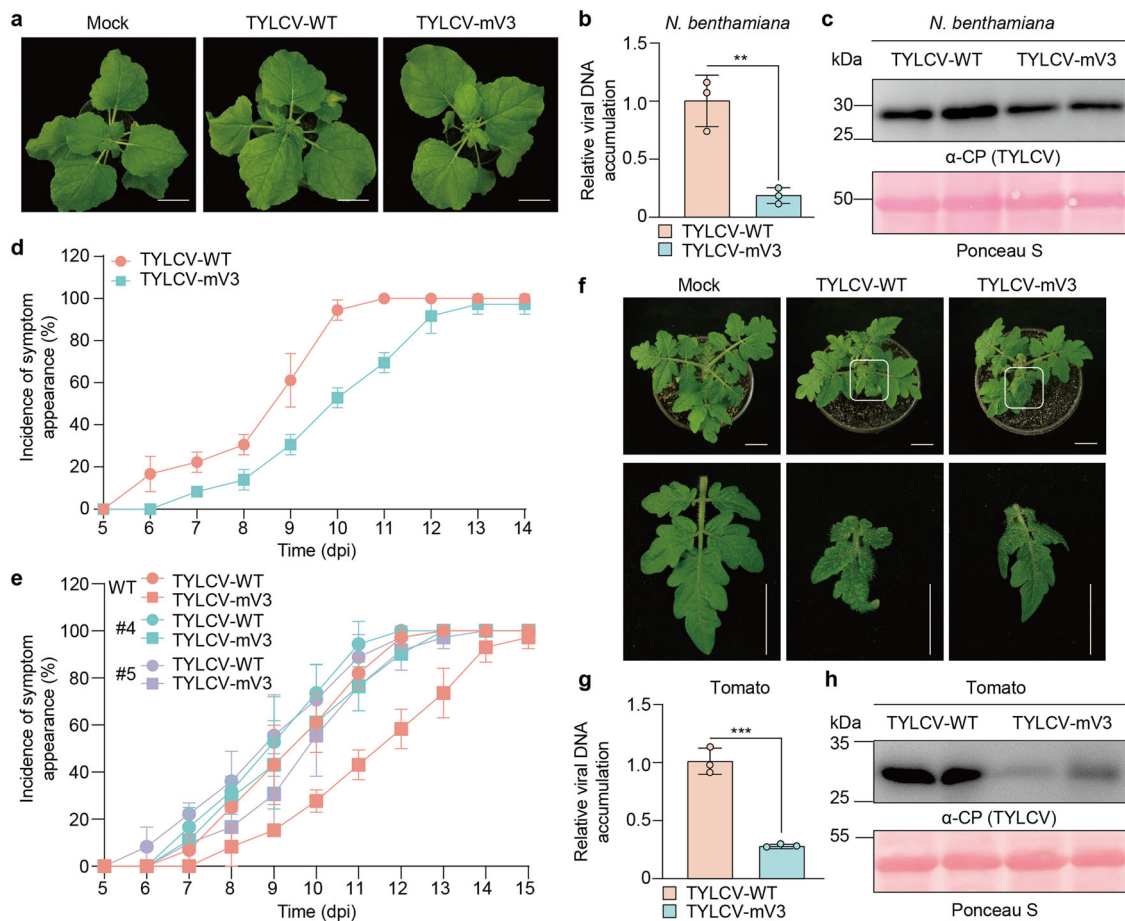 a
Mock
TYLCV-WT
TYLCV-mV3
b
N. benthamiana
Relative viral DNA
accumulation
1.5
1.0
0.5
0
**
TYLCV-WT
TYLCV-mV3
c
N. benthamiana
kDa
TYLCV-WT
TYLCV-mV3
30
25
α-CP (TYLCV)
50
Ponceau S
d
Incidence of symptom
appearance (%)
120
100
80
60
40
20
0
TYLCV-WT
TYLCV-mV3
5 6 7 8 9 10 11 12 13 14
Time (dpi)
e
Incidence of symptom
appearance (%)
120
100
80
60
40
20
0
WT
TYLCV-WT
TYLCV-mV3
#4
TYLCV-WT
TYLCV-mV3
#5
TYLCV-WT
TYLCV-mV3
5 6 7 8 9 10 11 12 13 14 15
Time (dpi)
f
Mock
TYLCV-WT
TYLCV-mV3
g
Tomato
Relative viral DNA
accumulation
1.5
1.0
0.5
0
***
TYLCV-WT
TYLCV-mV3
h
Tomato
kDa
TYLCV-WT
TYLCV-mV3
35
25
α-CP (TYLCV)
55
Ponceau S